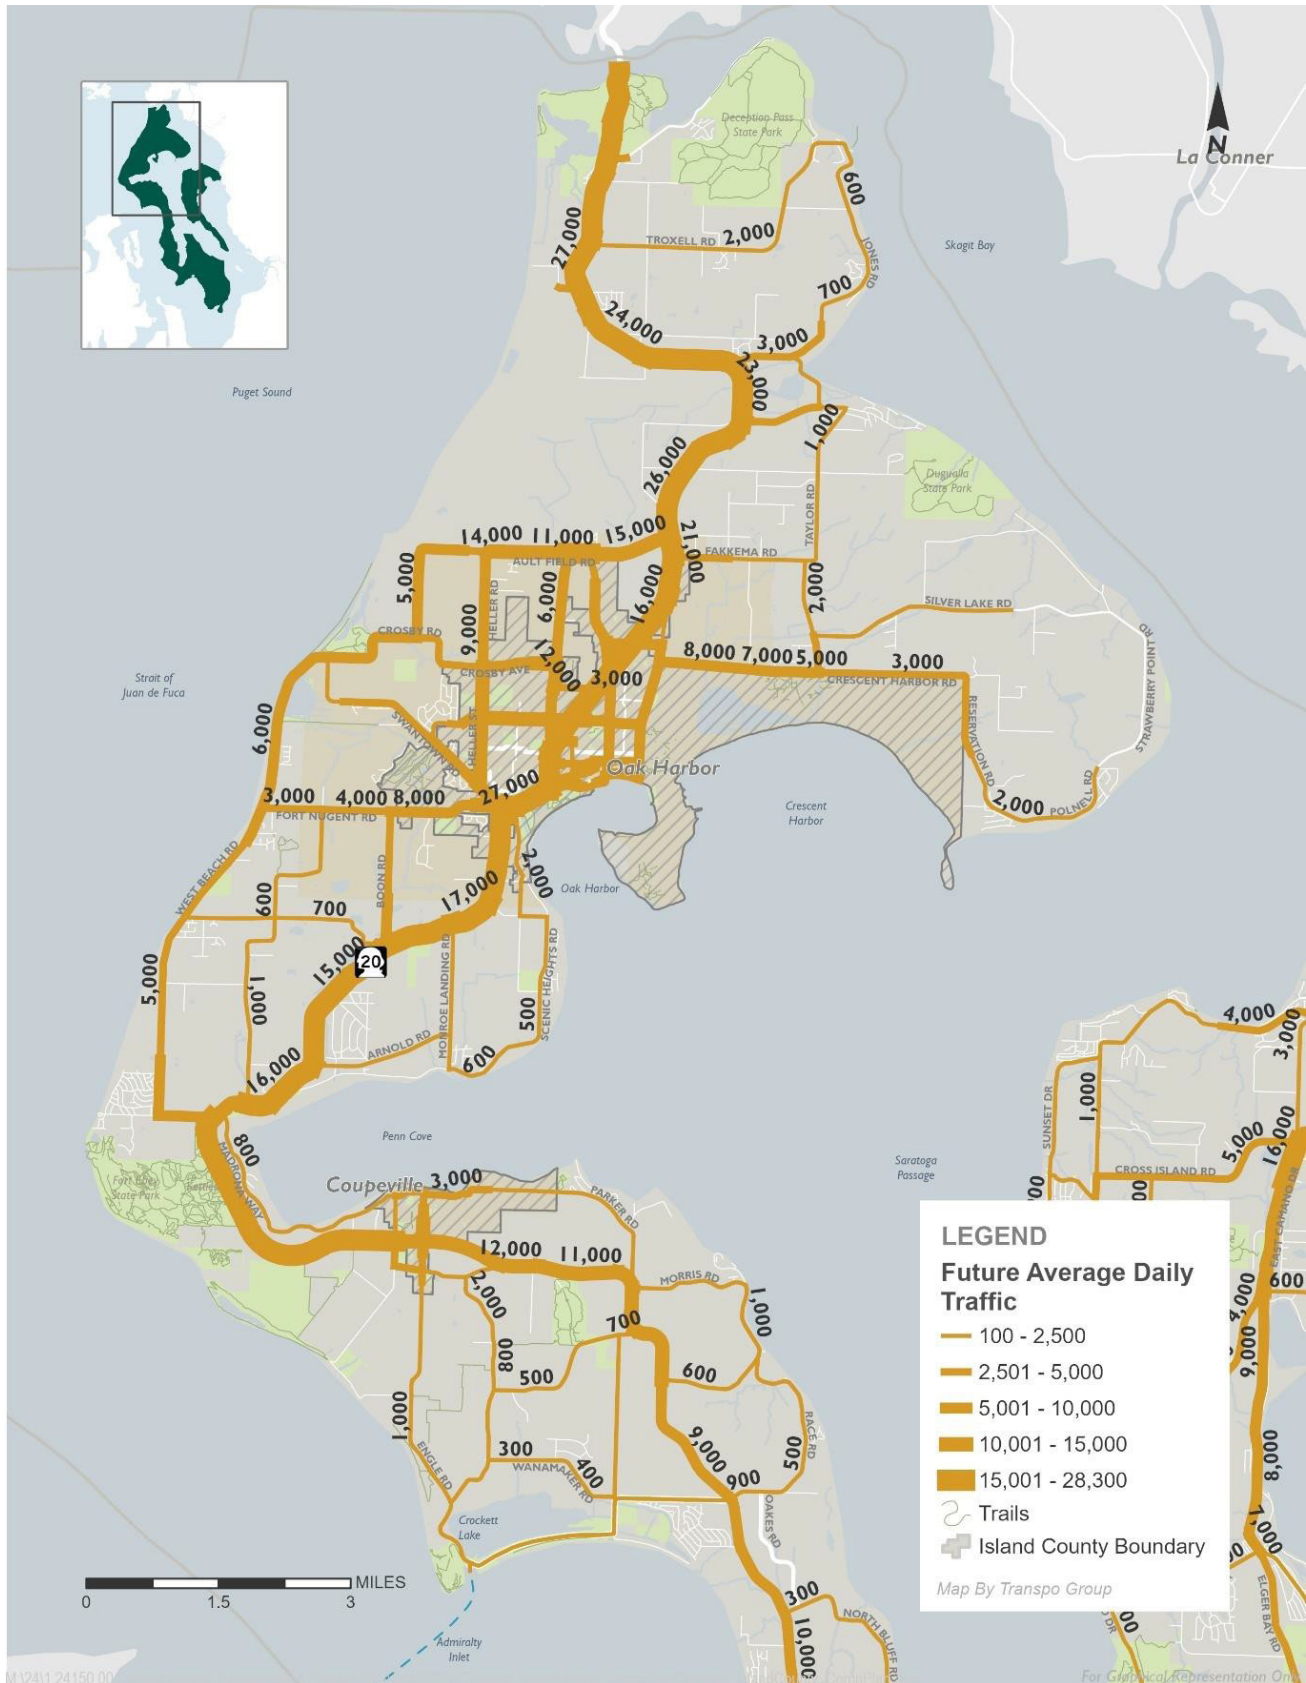 Deception Pass
State Park
La Conner
N
600
27,000
TROXELL RD 2,000
JONES RD
Skagit Bay
700
24,000
3,000
23,000
Puget Sound
1,000
26,000
Dugualla
State Park
TAYLOR RD
14,000 11,000 15,000
21,000
AULT FIELD RD
FAKKEMA RD
5,000
HELLER RD
6,000
16,000
2,000
SILVER LAKE RD
9,000
CROSBY RD
STRAWBERRY POINT RD
12,000
8,000 7,000 5,000 3,000
CROSBY AVE
3,000
CRESCENT HARBOR RD
Strait of
Juan de Fuca
6,000
SWANTOWN RD
HELLER ST
RESERVATION RD
Oak Harbor
3,000 4,000 8,000 27,000
FORT NUGENT RD
Crescent
Harbor
2,000
POLNELL RD
WEST BEACH RD
BOON RD
2,000
17,000
Oak Harbor
600
700
15,000
20
5,000
1,000
MONROE LANDING RD
500
SCENIC HEIGHTS RD
ARNOLD RD
16,000
600
4,000
3,000
SUNSET DR
1,000
800
MADRONA WAY
Penn Cove
Saratoga
Passage
5,000
16,000
CROSS ISLAND RD
Fort Ebey
State Park
Coupeville 3,000
PARKER RD
EAST CAMANO DR
12,000 11,000
2,000
MORRIS RD
1,000
600
4,000
700
9,000
800
500
600
1,000
ENGLE RD
300
WANAMAKER RD
400
9,000
900
500
RACE RD
8,000
Crockett
Lake
OAKES RD
7,000
300
NORTH BLUFF RD
10,000
ELGER BAY RD
Admiralty
Inlet
LEGEND
Future Average Daily
Traffic
100 - 2,500
2,501 - 5,000
5,001 - 10,000
10,001 - 15,000
15,001 - 28,300
Trails
Island County Boundary
Map By Transpo Group
MILES
0 1.5 3
For Graphical Representation Only